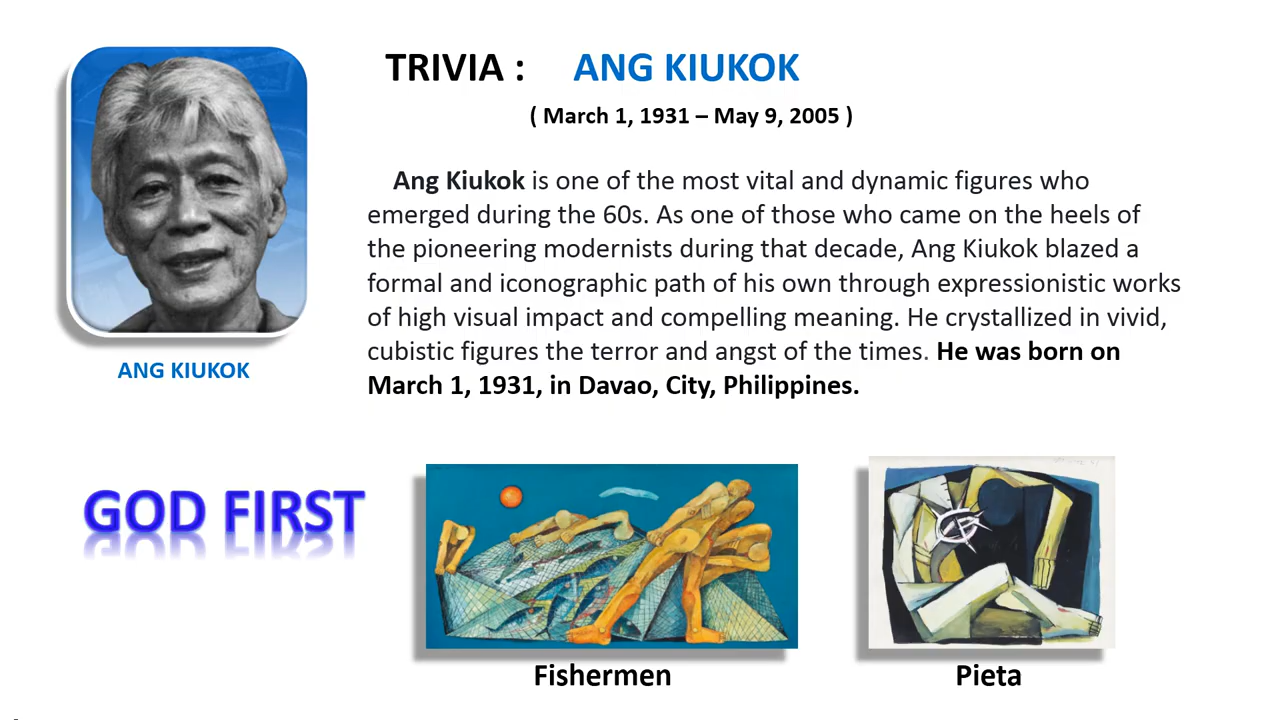 TRIVIA : ANG KIUKOK
( March 1, 1931 – May 9, 2005 )
Ang Kiukok is one of the most vital and dynamic figures who
emerged during the 60s. As one of those who came on the heels of
the pioneering modernists during that decade, Ang Kiukok blazed a
formal and iconographic path of his own through expressionistic works
of high visual impact and compelling meaning. He crystallized in vivid,
cubistic figures the terror and angst of the times. He was born on
March 1, 1931, in Davao, City, Philippines.
ANG KIUKOK
GOD FIRST
Fishermen
Pieta